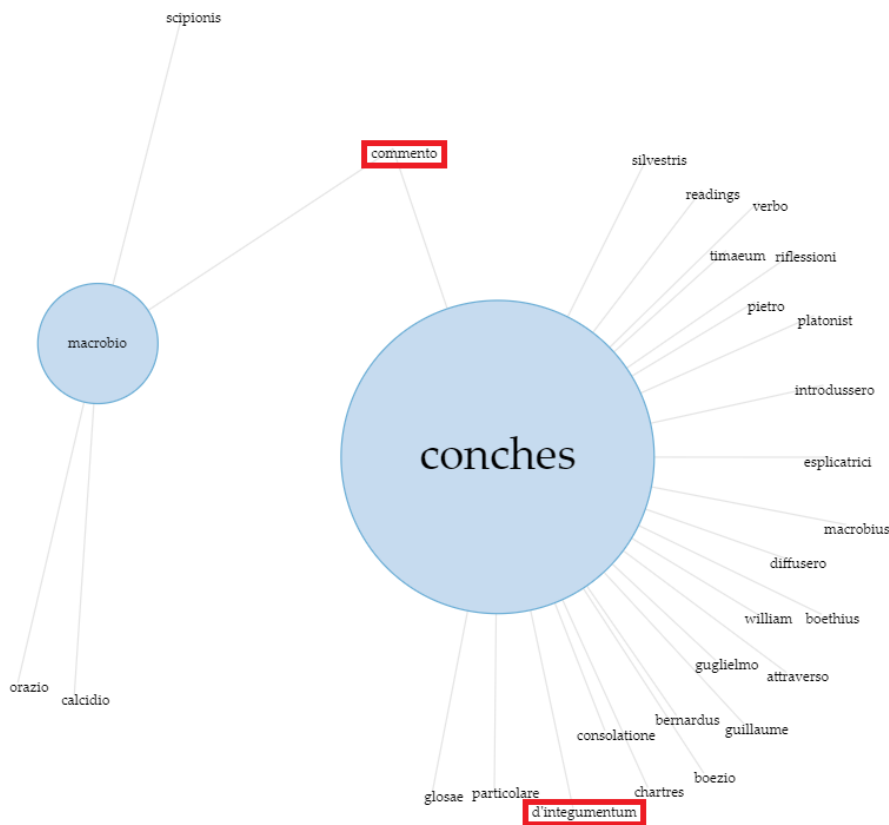 scipionis
commento
silvestris
readings
verbo
timaeum
riflessioni
pietro
platonist
macrobio
introdussero
conches
esplicatrici
macrobius
diffusero
william
boethius
guglielmo
attraverso
orazio
calcidio
bernardus
guillaume
consolatione
boezio
glosae
particolare
chartres
d'integumentum